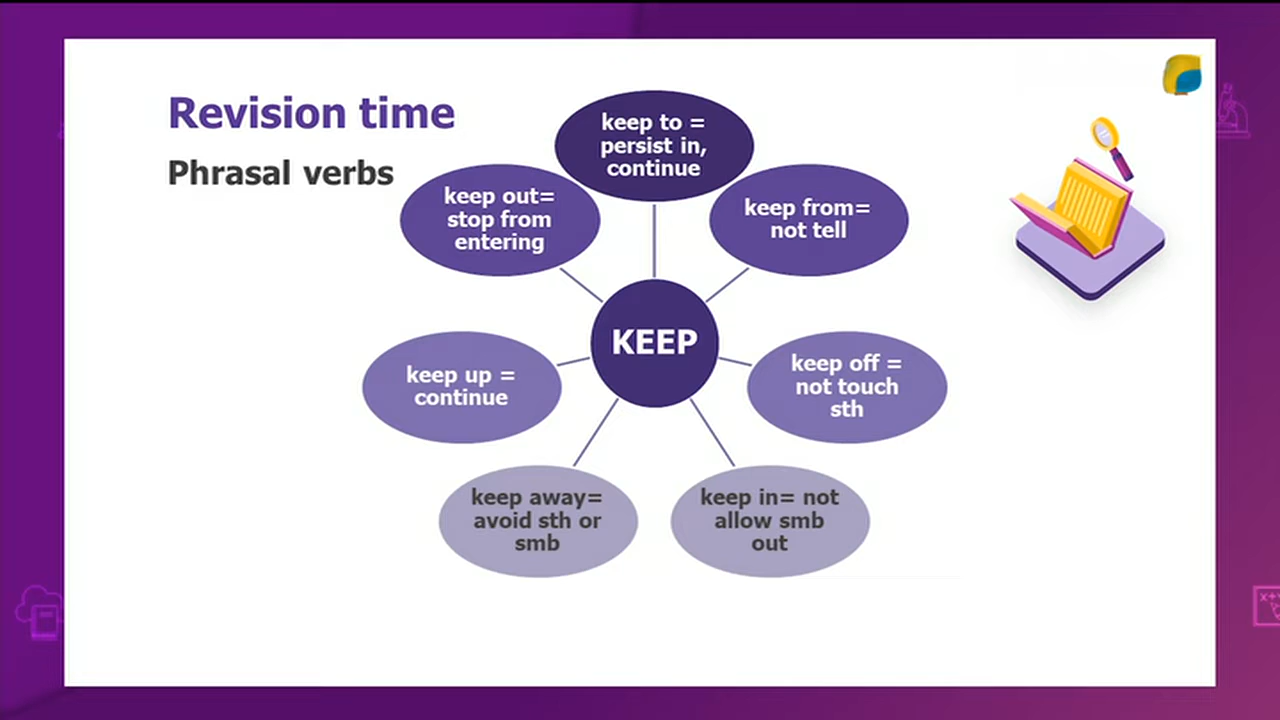 Revision time
Phrasal verbs
keep to =
persist in,
continue
keep from=
not tell
keep off =
not touch
sth
keep in= not
allow smb
out
keep away=
avoid sth or
smb
keep up =
continue
keep out=
stop from
entering
KEEP